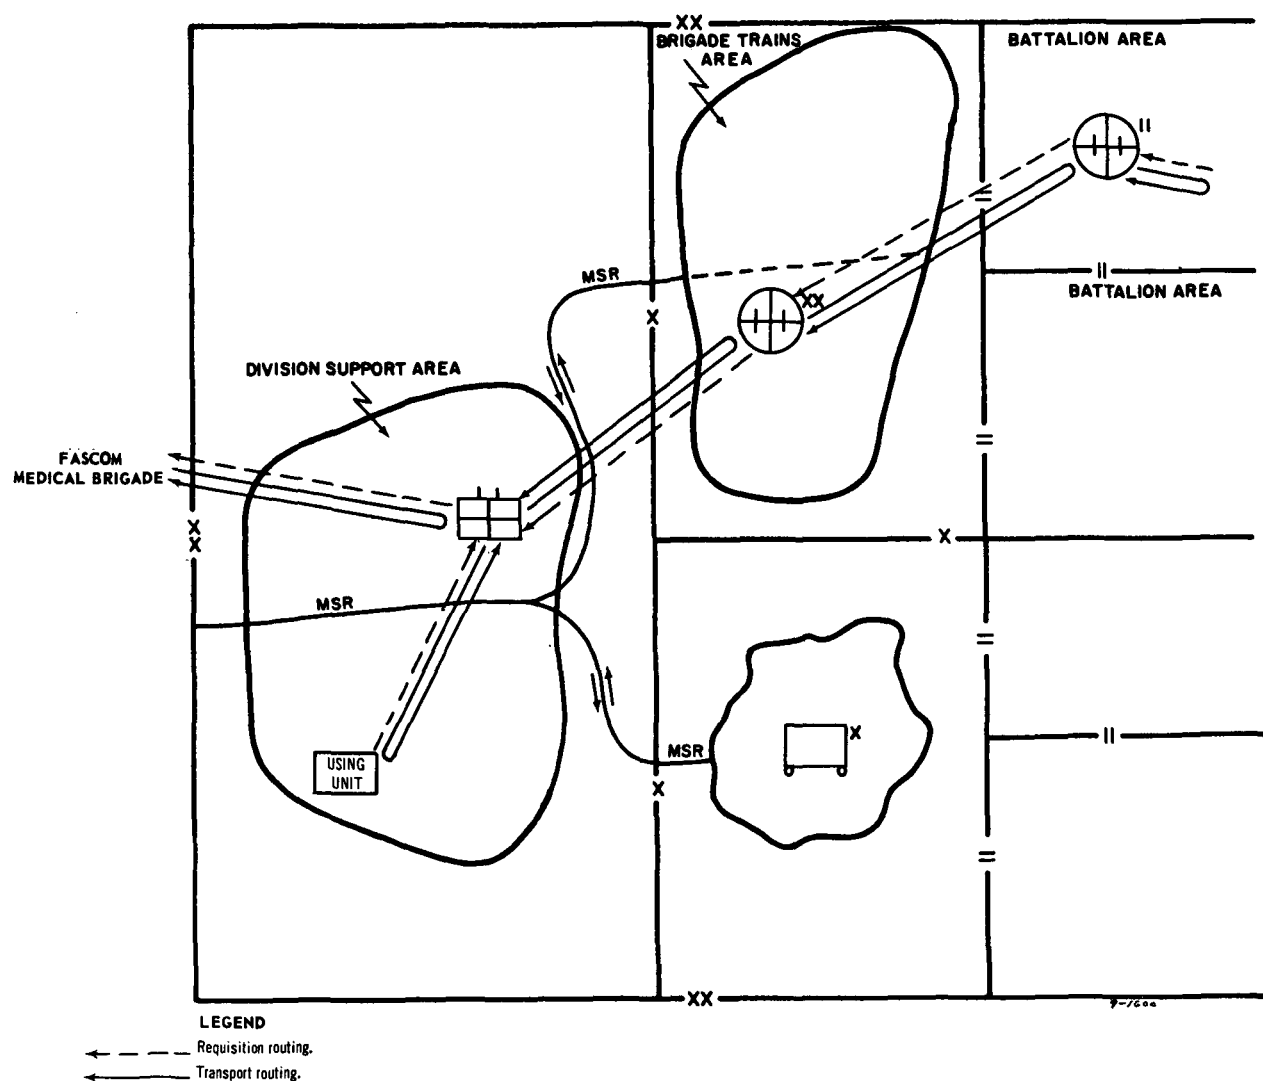 XX
BRIGADE TRAINS
AREA
BATTALION AREA
II
MSR
XX
X
II
BATTALION AREA
DIVISION SUPPORT AREA
FASCOM
MEDICAL BRIGADE
X
X
X
MSR
USING
UNIT
MSR
X
X
II
XX
LEGEND
Requisition routing.
Transport routing.